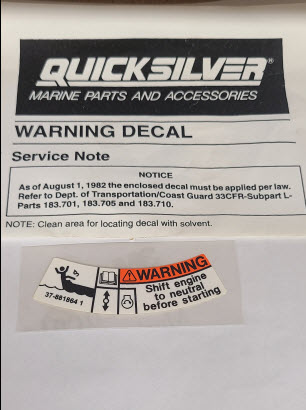 QUICKSILVER®
MARINE PARTS AND ACCESSORIES
WARNING DECAL
Service Note
NOTICE
As of August 1, 1982 the enclosed decal must be applied per law.
Refer to Dept. of Transportation/Coast Guard 33CFR-Subpart L-
Parts 183.701, 183.705 and 183.710.
NOTE: Clean area for locating decal with solvent.
WARNING
Shift engine
to neutral
before starting
37-881864 1